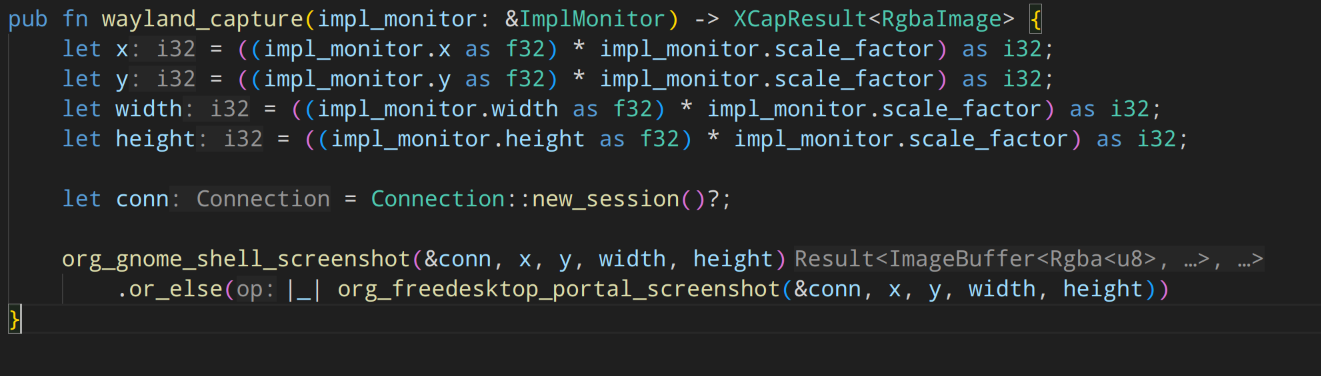 pub fn wayland_capture(impl_monitor: &ImplMonitor) -> XCapResult<RgbaImage> {
let x: i32 = ((impl_monitor.x as f32) * impl_monitor.scale_factor) as i32;
let y: i32 = ((impl_monitor.y as f32) * impl_monitor.scale_factor) as i32;
let width: i32 = ((impl_monitor.width as f32) * impl_monitor.scale_factor) as i32;
let height: i32 = ((impl_monitor.height as f32) * impl_monitor.scale_factor) as i32;
let conn: Connection = Connection::new_session()?;
org_gnome_shell_screenshot(&conn, x, y, width, height) Result<ImageBuffer<Rgba<u8>, …>, …>
.or_else(op: |_| org_freedesktop_portal_screenshot(&conn, x, y, width, height))
}